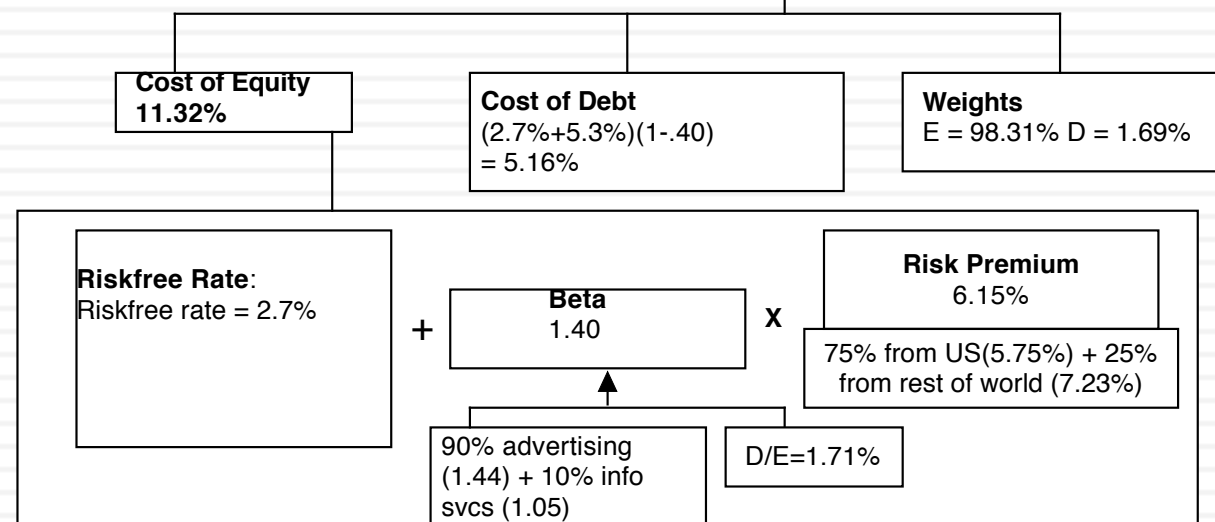 Cost of Equity
11.32%
Cost of Debt
(2.7%+5.3%)(1-.40)
= 5.16%
Weights
E = 98.31% D = 1.69%
Riskfree Rate:
Riskfree rate = 2.7%
+
Beta
1.40
X
Risk Premium
6.15%
75% from US(5.75%) + 25%
from rest of world (7.23%)
90% advertising
(1.44) + 10% info
svcs (1.05)
D/E=1.71%